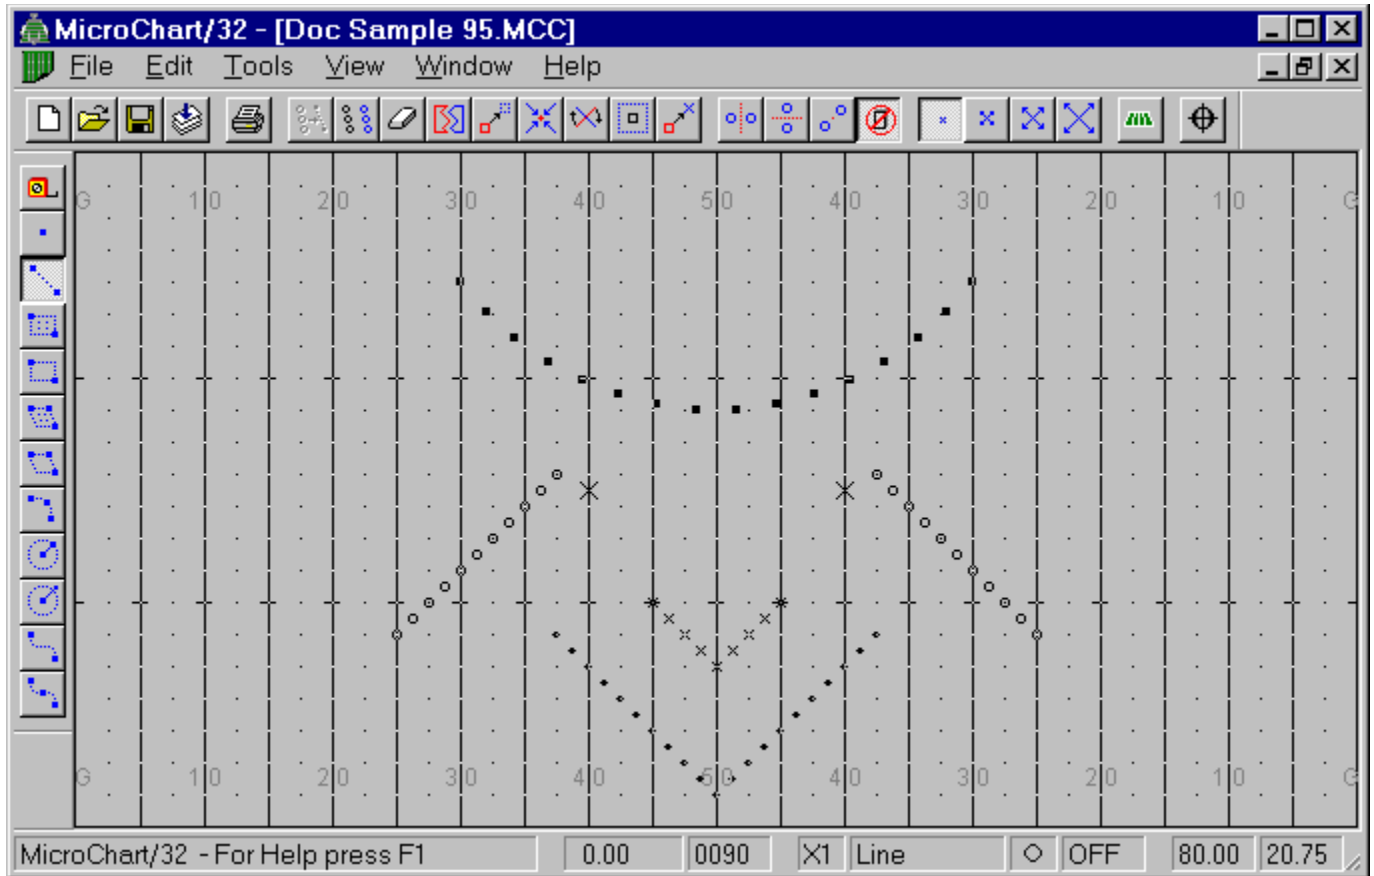 MicroChart/32 - [Doc Sample 95.MCC]
File Edit Tools View Window Help
G 10 20 30 40 50 40 30 20 10 G
G 10 20 30 40 50 40 30 20 10 G
MicroChart/32 - For Help press F1 0.00 0090 X1 Line OFF 80.00 20.75